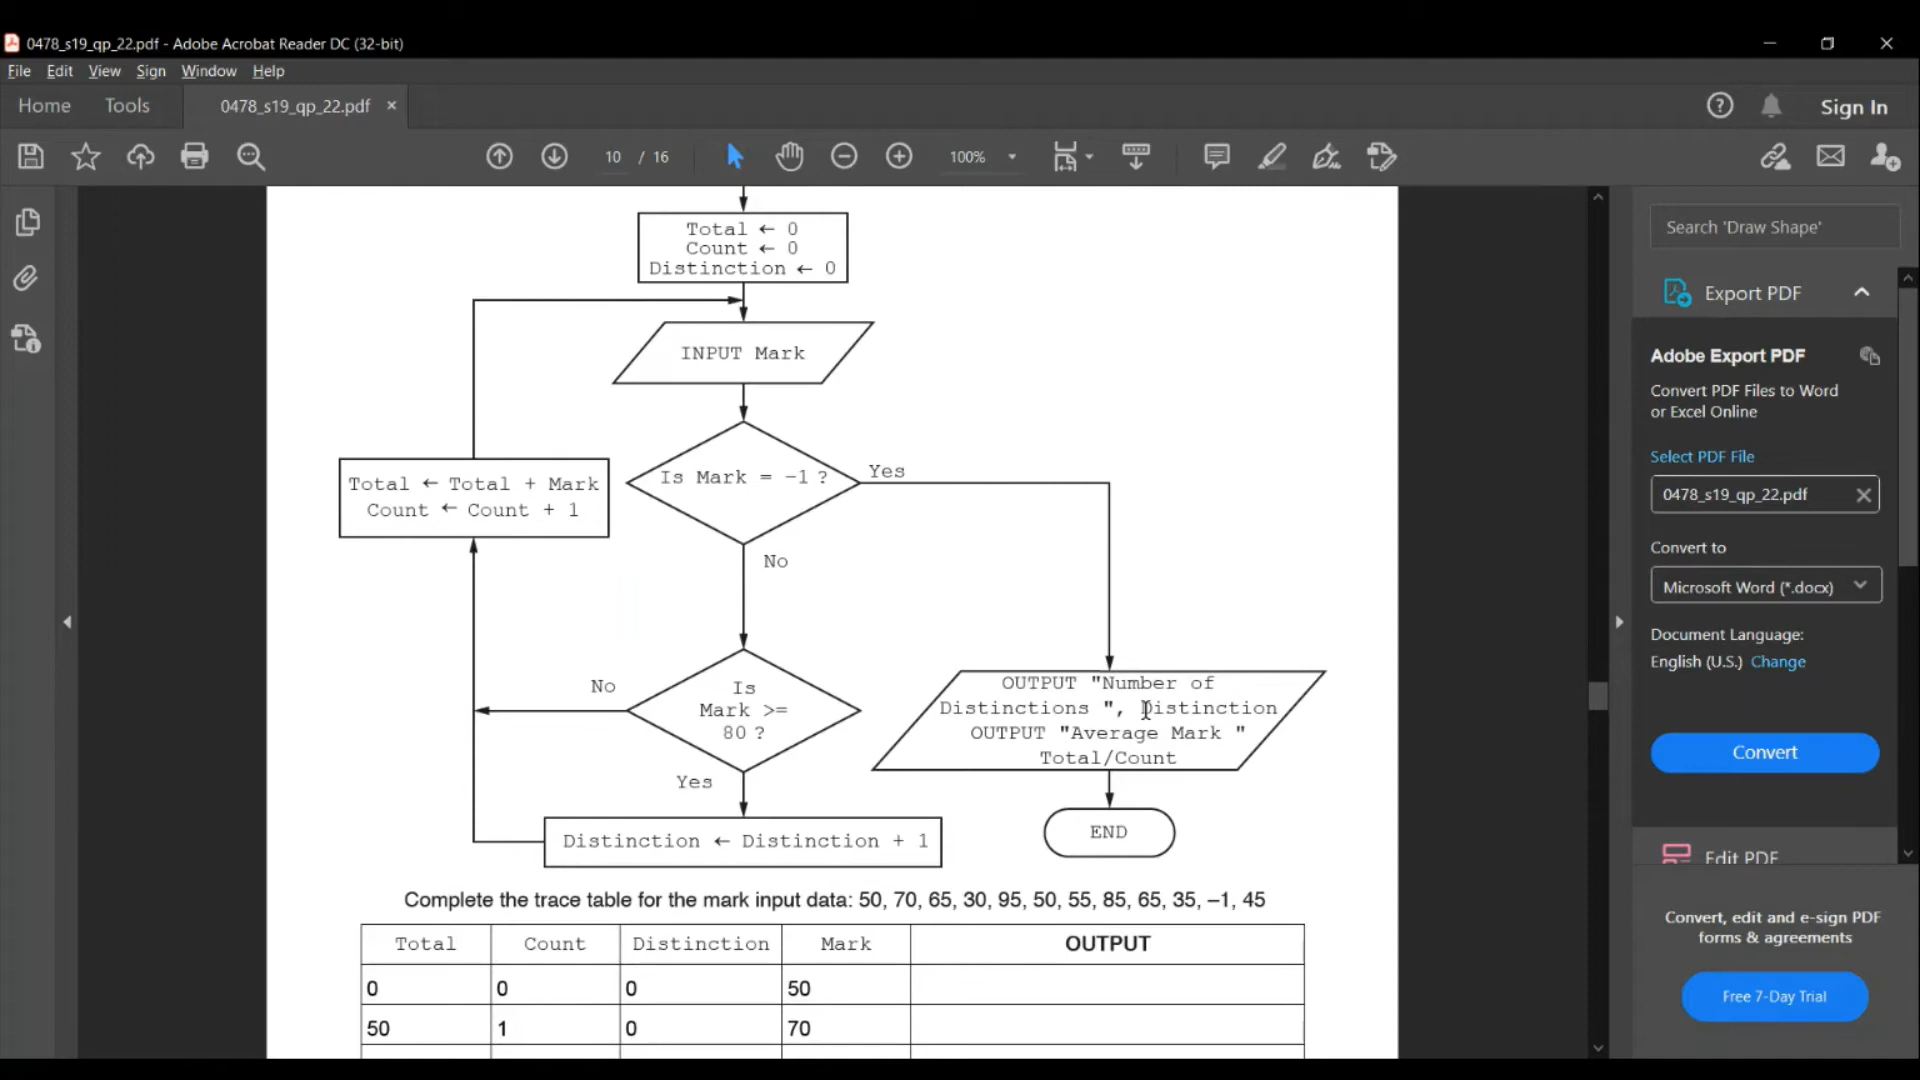 0478_s19_qp_22.pdf - Adobe Acrobat Reader DC (32-bit)
File Edit View Sign Window Help
Home Tools 0478_s19_qp_22.pdf ×
Sign In
10 / 16
100%
Total ← 0
Count ← 0
Distinction ← 0
INPUT Mark
Is Mark = –1 ?
Yes
Total ← Total + Mark
Count ← Count + 1
No
No
Is
Mark >=
80 ?
Yes
OUTPUT "Number of
Distinctions ", Distinction
OUTPUT "Average Mark "
Total/Count
Distinction ← Distinction + 1
END
Complete the trace table for the mark input data: 50, 70, 65, 30, 95, 50, 55, 85, 65, 35, –1, 45
Total Count Distinction Mark OUTPUT
0 0 0 50
50 1 0 70
Search 'Draw Shape'
Export PDF
Adobe Export PDF
Convert PDF Files to Word
or Excel Online
Select PDF File
0478_s19_qp_22.pdf
Convert to
Microsoft Word (*.docx)
Document Language:
English (U.S.) Change
Convert
Edit PDF
Convert, edit and e-sign PDF
forms & agreements
Free 7-Day Trial